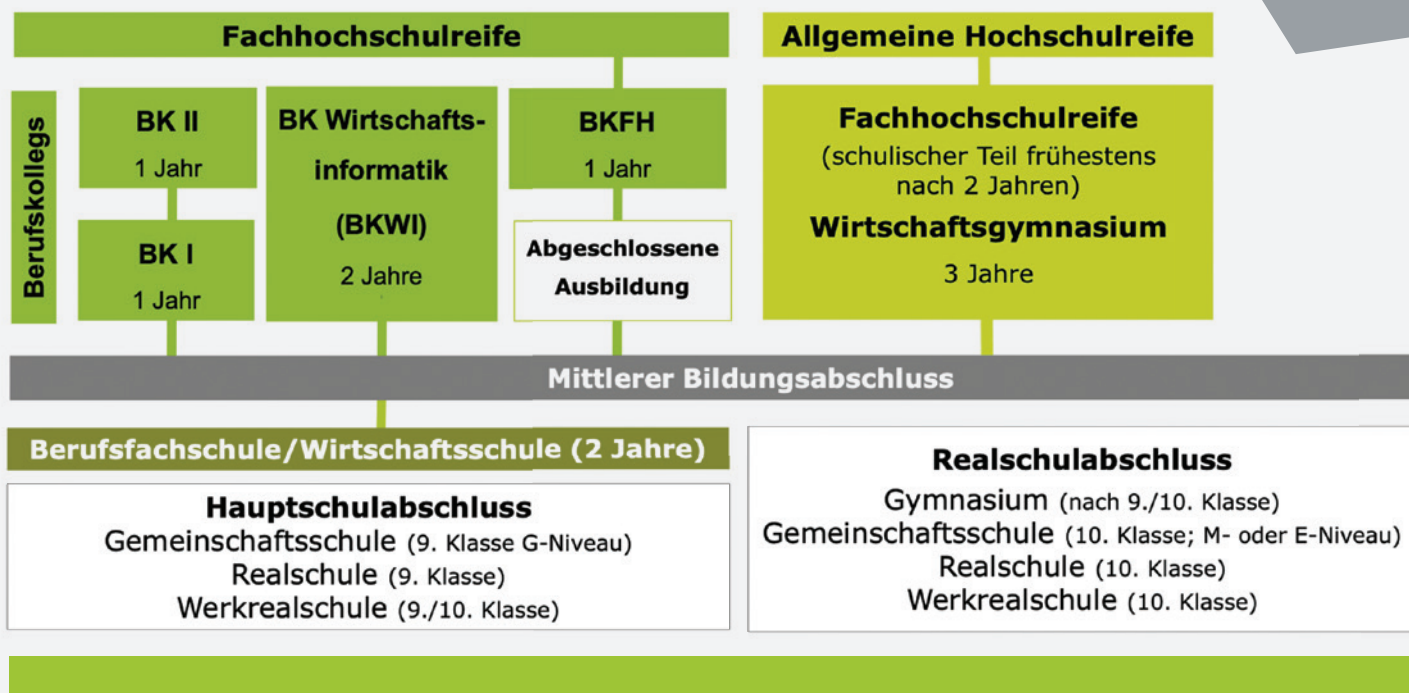 Fachhochschulreife
Allgemeine Hochschulreife
Berufskollegs
BK II
1 Jahr
BK I
1 Jahr
BK Wirtschafts-
informatik
(BKWI)
2 Jahre
BKFH
1 Jahr
Abgeschlossene
Ausbildung
Fachhochschulreife
(schulischer Teil frühestens
nach 2 Jahren)
Wirtschaftsgymnasium
3 Jahre
Mittlerer Bildungsabschluss
Berufsfachschule/Wirtschaftsschule (2 Jahre)
Hauptschulabschluss
Gemeinschaftsschule (9. Klasse G-Niveau)
Realschule (9. Klasse)
Werkrealschule (9./10. Klasse)
Realschulabschluss
Gymnasium (nach 9./10. Klasse)
Gemeinschaftsschule (10. Klasse; M- oder E-Niveau)
Realschule (10. Klasse)
Werkrealschule (10. Klasse)